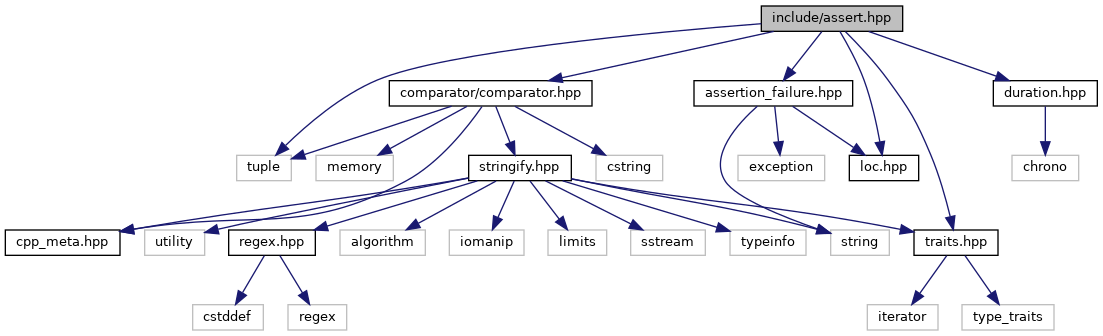 include/assert.hpp
comparator/comparator.hpp
assertion_failure.hpp
duration.hpp
tuple
memory
stringify.hpp
cstring
exception
loc.hpp
chrono
cpp_meta.hpp
utility
regex.hpp
algorithm
iomanip
limits
sstream
typeinfo
string
traits.hpp
cstddef
regex
iterator
type_traits